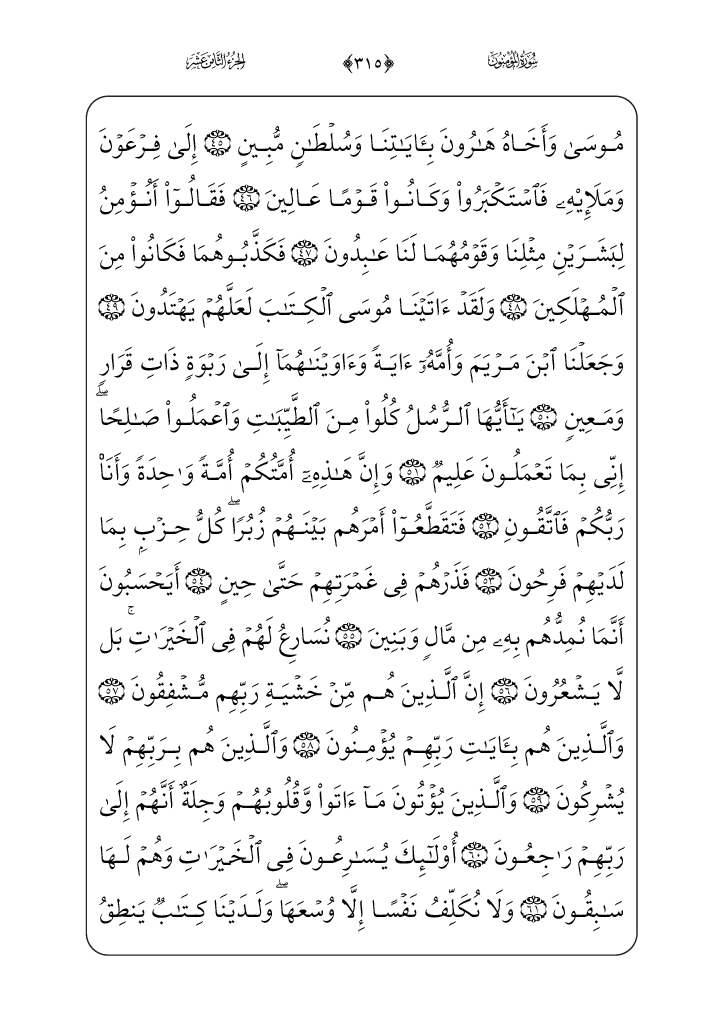 سُورَةُ المُؤۡمِنُونَ ﴿٣١٥﴾ الجُزۡءُ الثَّامِنَ عَشَرَ
مُوسَىٰ وَأَخَاهُ هَٰرُونَ بِـَٔايَٰتِنَا وَسُلۡطَٰنٖ مُّبِينٍ ٤٥ إِلَىٰ فِرۡعَوۡنَ
وَمَلَإِيْهِۦ فَٱسۡتَكۡبَرُواْ وَكَانُواْ قَوۡمًا عَالِينَ ٤٦ فَقَالُوٓاْ أَنُؤۡمِنُ
لِبَشَرَيۡنِ مِثۡلِنَا وَقَوۡمُهُمَا لَنَا عَٰبِدُونَ ٤٧ فَكَذَّبُوهُمَا فَكَانُواْ مِنَ
ٱلۡمُهۡلَكِينَ ٤٨ وَلَقَدۡ ءَاتَيۡنَا مُوسَى ٱلۡكِتَٰبَ لَعَلَّهُمۡ يَهۡتَدُونَ ٤٩
وَجَعَلۡنَا ٱبۡنَ مَرۡيَمَ وَأُمَّهُۥٓ ءَايَةٗ وَءَاوَيۡنَٰهُمَآ إِلَىٰ رَبۡوَةٖ ذَاتِ قَرَارٖ
وَمَعِينٖ ٥٠ يَٰٓأَيُّهَا ٱلرُّسُلُ كُلُواْ مِنَ ٱلطَّيِّبَٰتِ وَٱعۡمَلُواْ صَٰلِحًاۖ
إِنِّي بِمَا تَعۡمَلُونَ عَلِيمٞ ٥١ وَإِنَّ هَٰذِهِۦٓ أُمَّتُكُمۡ أُمَّةٗ وَٰحِدَةٗ وَأَنَا۠
رَبُّكُمۡ فَٱتَّقُونِ ٥٢ فَتَقَطَّعُوٓاْ أَمۡرَهُم بَيۡنَهُمۡ زُبُرٗاۖ كُلُّ حِزۡبِۭ بِمَا
لَدَيۡهِمۡ فَرِحُونَ ٥٣ فَذَرۡهُمۡ فِي غَمۡرَتِهِمۡ حَتَّىٰ حِينٍ ٥٤ أَيَحۡسَبُونَ
أَنَّمَا نُمِدُّهُم بِهِۦ مِن مَّالٖ وَبَنِينَ ٥٥ نُسَارِعُ لَهُمۡ فِي ٱلۡخَيۡرَٰتِۚ بَل
لَّا يَشۡعُرُونَ ٥٦ إِنَّ ٱلَّذِينَ هُم مِّنۡ خَشۡيَةِ رَبِّهِم مُّشۡفِقُونَ ٥٧
وَٱلَّذِينَ هُم بِـَٔايَٰتِ رَبِّهِمۡ يُؤۡمِنُونَ ٥٨ وَٱلَّذِينَ هُم بِرَبِّهِمۡ لَا
يُشۡرِكُونَ ٥٩ وَٱلَّذِينَ يُؤۡتُونَ مَآ ءَاتَواْ وَّقُلُوبُهُمۡ وَجِلَةٌ أَنَّهُمۡ إِلَىٰ
رَبِّهِمۡ رَٰجِعُونَ ٦٠ أُوْلَٰٓئِكَ يُسَٰرِعُونَ فِي ٱلۡخَيۡرَٰتِ وَهُمۡ لَهَا
سَٰبِقُونَ ٦١ وَلَا نُكَلِّفُ نَفۡسًا إِلَّا وُسۡعَهَاۖ وَلَدَيۡنَا كِتَٰبٞ يَنطِقُ